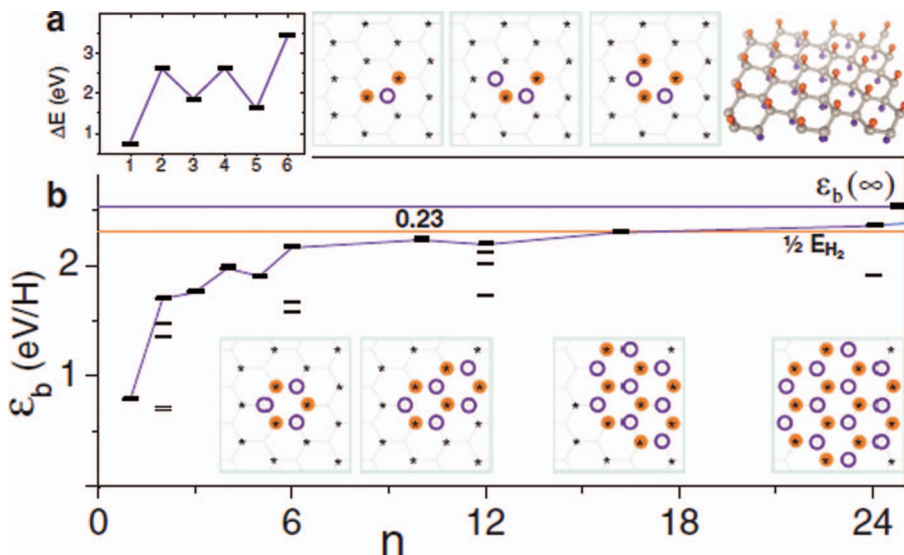 a
ΔE (eV)
3
2
1
1 2 3 4 5 6
b
ε_b(∞)
0.23
½ E_H₂
ε_b (eV/H)
2
1
0 6 12 18 24
n